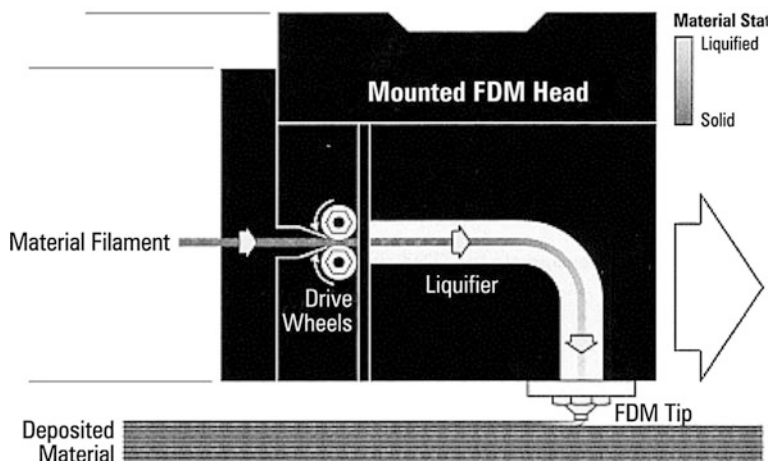 Material Stat
Liquified
Mounted FDM Head
Solid
Material Filament
Drive
Wheels
Liquifier
FDM Tip
Deposited
Material